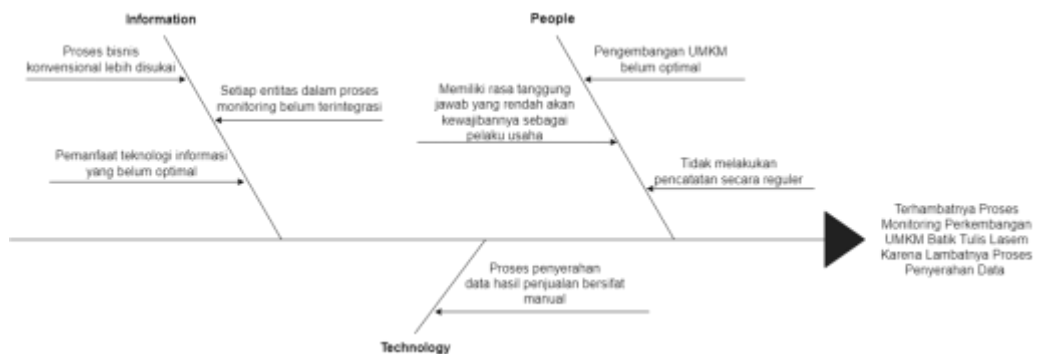 Information
People
Proses bisnis
konvensional lebih disukai
Setiap entitas dalam proses
monitoring belum terintegrasi
Pemanfaat teknologi informasi
yang belum optimal
Pengembangan UMKM
belum optimal
Memiliki rasa tanggung
jawab yang rendah akan
kewajibannya sebagai
pelaku usaha
Tidak melakukan
pencatatan secara reguler
Terhambatnya Proses
Monitoring Perkembangan
UMKM Batik Tulis Lasem
Karena Lambatnya Proses
Penyerahan Data
Proses penyerahan
data hasil penjualan bersifat
manual
Technology